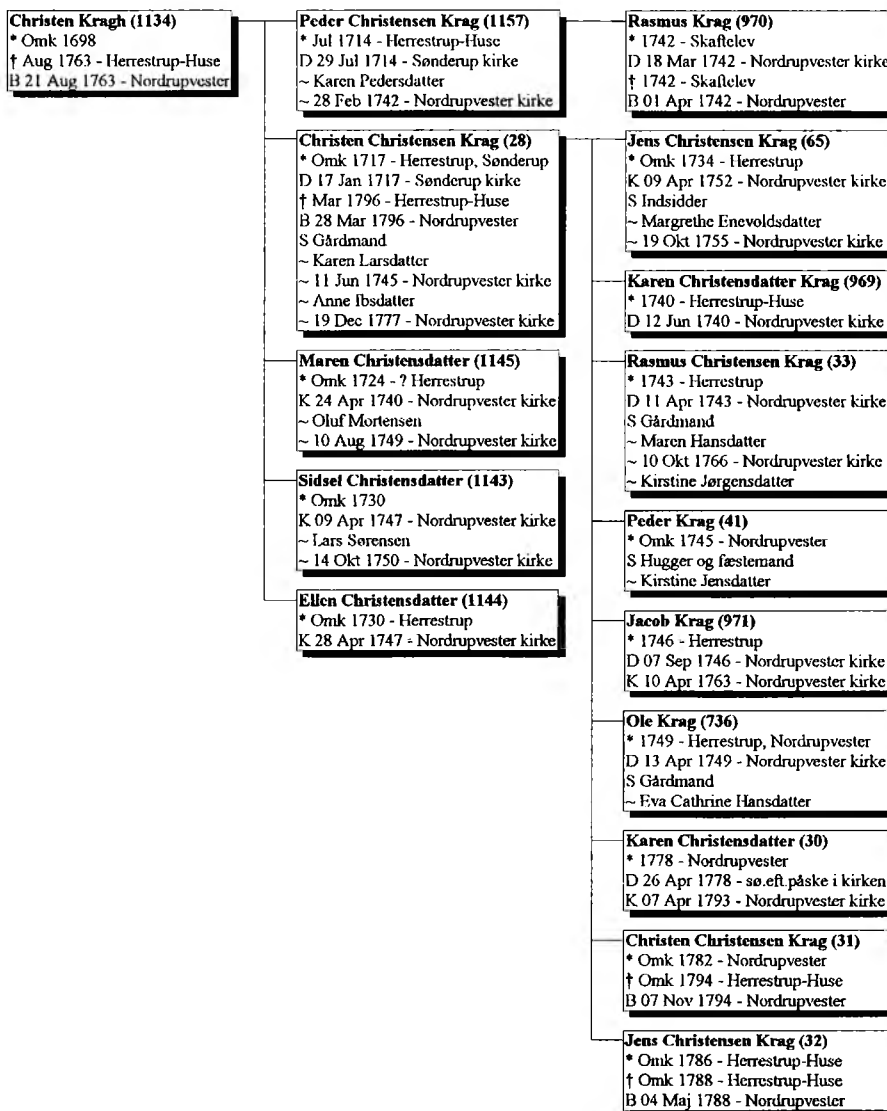 Christen Kragh (1134)
* Omk 1698
† Aug 1763 - Herrestrup-Huse
B 21 Aug 1763 - Nordrupvester
Peder Christensen Krag (1157)
* Jul 1714 - Herrestrup-Huse
D 29 Jul 1714 - Sønderup kirke
~ Karen Pedersdatter
~ 28 Feb 1742 - Nordrupvester kirke
Christen Christensen Krag (28)
* Omk 1717 - Herrestrup, Sønderup
D 17 Jan 1717 - Sønderup kirke
† Mar 1796 - Herrestrup-Huse
B 28 Mar 1796 - Nordrupvester
S Gårdmand
~ Karen Larsdatter
~ 11 Jun 1745 - Nordrupvester kirke
~ Anne Ibsdatter
~ 19 Dec 1777 - Nordrupvester kirke
Maren Christensdatter (1145)
* Omk 1724 - ? Herrestrup
K 24 Apr 1740 - Nordrupvester kirke
~ Oluf Mortensen
~ 10 Aug 1749 - Nordrupvester kirke
Sidsel Christensdatter (1143)
* Omk 1730
K 09 Apr 1747 - Nordrupvester kirke
~ Lars Sørensen
~ 14 Okt 1750 - Nordrupvester kirke
Ellen Christensdatter (1144)
* Omk 1730 - Herrestrup
K 28 Apr 1747 - Nordrupvester kirke
Rasmus Krag (970)
* 1742 - Skaftelev
D 18 Mar 1742 - Nordrupvester kirke
† 1742 - Skaftelev
B 01 Apr 1742 - Nordrupvester
Jens Christensen Krag (65)
* Omk 1734 - Herrestrup
K 09 Apr 1752 - Nordrupvester kirke
S Indsidder
~ Margrethe Enevoldsdatter
~ 19 Okt 1755 - Nordrupvester kirke
Karen Christensdatter Krag (969)
* 1740 - Herrestrup-Huse
D 12 Jun 1740 - Nordrupvester kirke
Rasmus Christensen Krag (33)
* 1743 - Herrestrup
D 11 Apr 1743 - Nordrupvester kirke
S Gårdmand
~ Maren Hansdatter
~ 10 Okt 1766 - Nordrupvester kirke
~ Kirstine Jørgensdatter
Peder Krag (41)
* Omk 1745 - Nordrupvester
S Hugger og fæstemand
~ Kirstine Jensdatter
Jacob Krag (971)
* 1746 - Herrestrup
D 07 Sep 1746 - Nordrupvester kirke
K 10 Apr 1763 - Nordrupvester kirke
Ole Krag (736)
* 1749 - Herrestrup, Nordrupvester
D 13 Apr 1749 - Nordrupvester kirke
S Gårdmand
~ Eva Cathrine Hansdatter
Karen Christensdatter (30)
* 1778 - Nordrupvester
D 26 Apr 1778 - sø.eft.påske i kirken
K 07 Apr 1793 - Nordrupvester kirke
Christen Christensen Krag (31)
* Omk 1782 - Nordrupvester
† Omk 1794 - Herrestrup-Huse
B 07 Nov 1794 - Nordrupvester
Jens Christensen Krag (32)
* Omk 1786 - Herrestrup-Huse
† Omk 1788 - Herrestrup-Huse
B 04 Maj 1788 - Nordrupvester